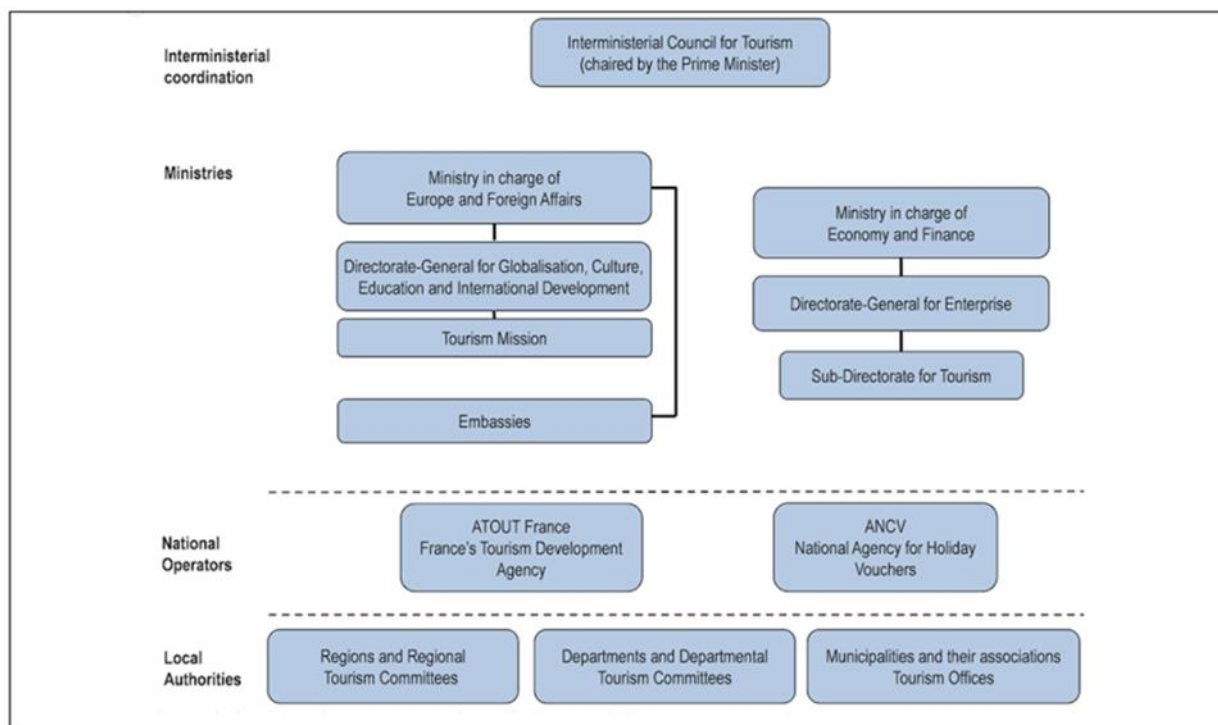 Interministerial
coordination
Interministerial Council for Tourism
(chaired by the Prime Minister)
Ministries
Ministry in charge of
Europe and Foreign Affairs
Directorate-General for Globalisation, Culture,
Education and International Development
Tourism Mission
Embassies
Ministry in charge of
Economy and Finance
Directorate-General for Enterprise
Sub-Directorate for Tourism
National
Operators
ATOUT France
France's Tourism Development
Agency
ANCV
National Agency for Holiday
Vouchers
Local
Authorities
Regions and Regional
Tourism Committees
Departments and Departmental
Tourism Committees
Municipalities and their associations
Tourism Offices